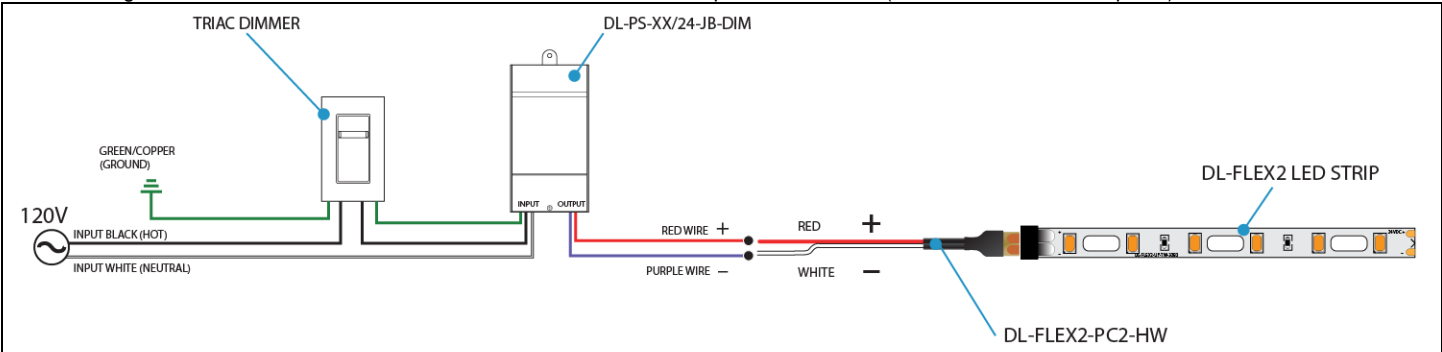 TRIAC DIMMER
DL-PS-XX/24-JB-DIM
GREEN/COPPER
(GROUND)
120V
INPUT BLACK (HOT)
INPUT WHITE (NEUTRAL)
INPUT
OUTPUT
RED WIRE +
PURPLE WIRE −
RED +
WHITE −
DL-FLEX2 LED STRIP
+
-
24VDC+
-
DL-FLEX2-PC2-HW